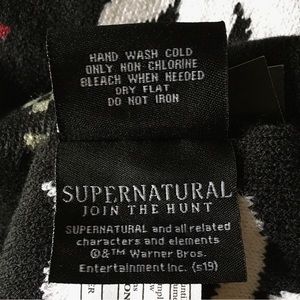 HAND WASH COLD
ONLY NON CHLORINE
BLEACH WHEN NEEDED
DRY FLAT
DO NOT IRON
SUPERNATURAL
JOIN THE HUNT
SUPERNATURAL and all related
characters and elements
©&™ Warner Bros.
Entertainment Inc. (s19)